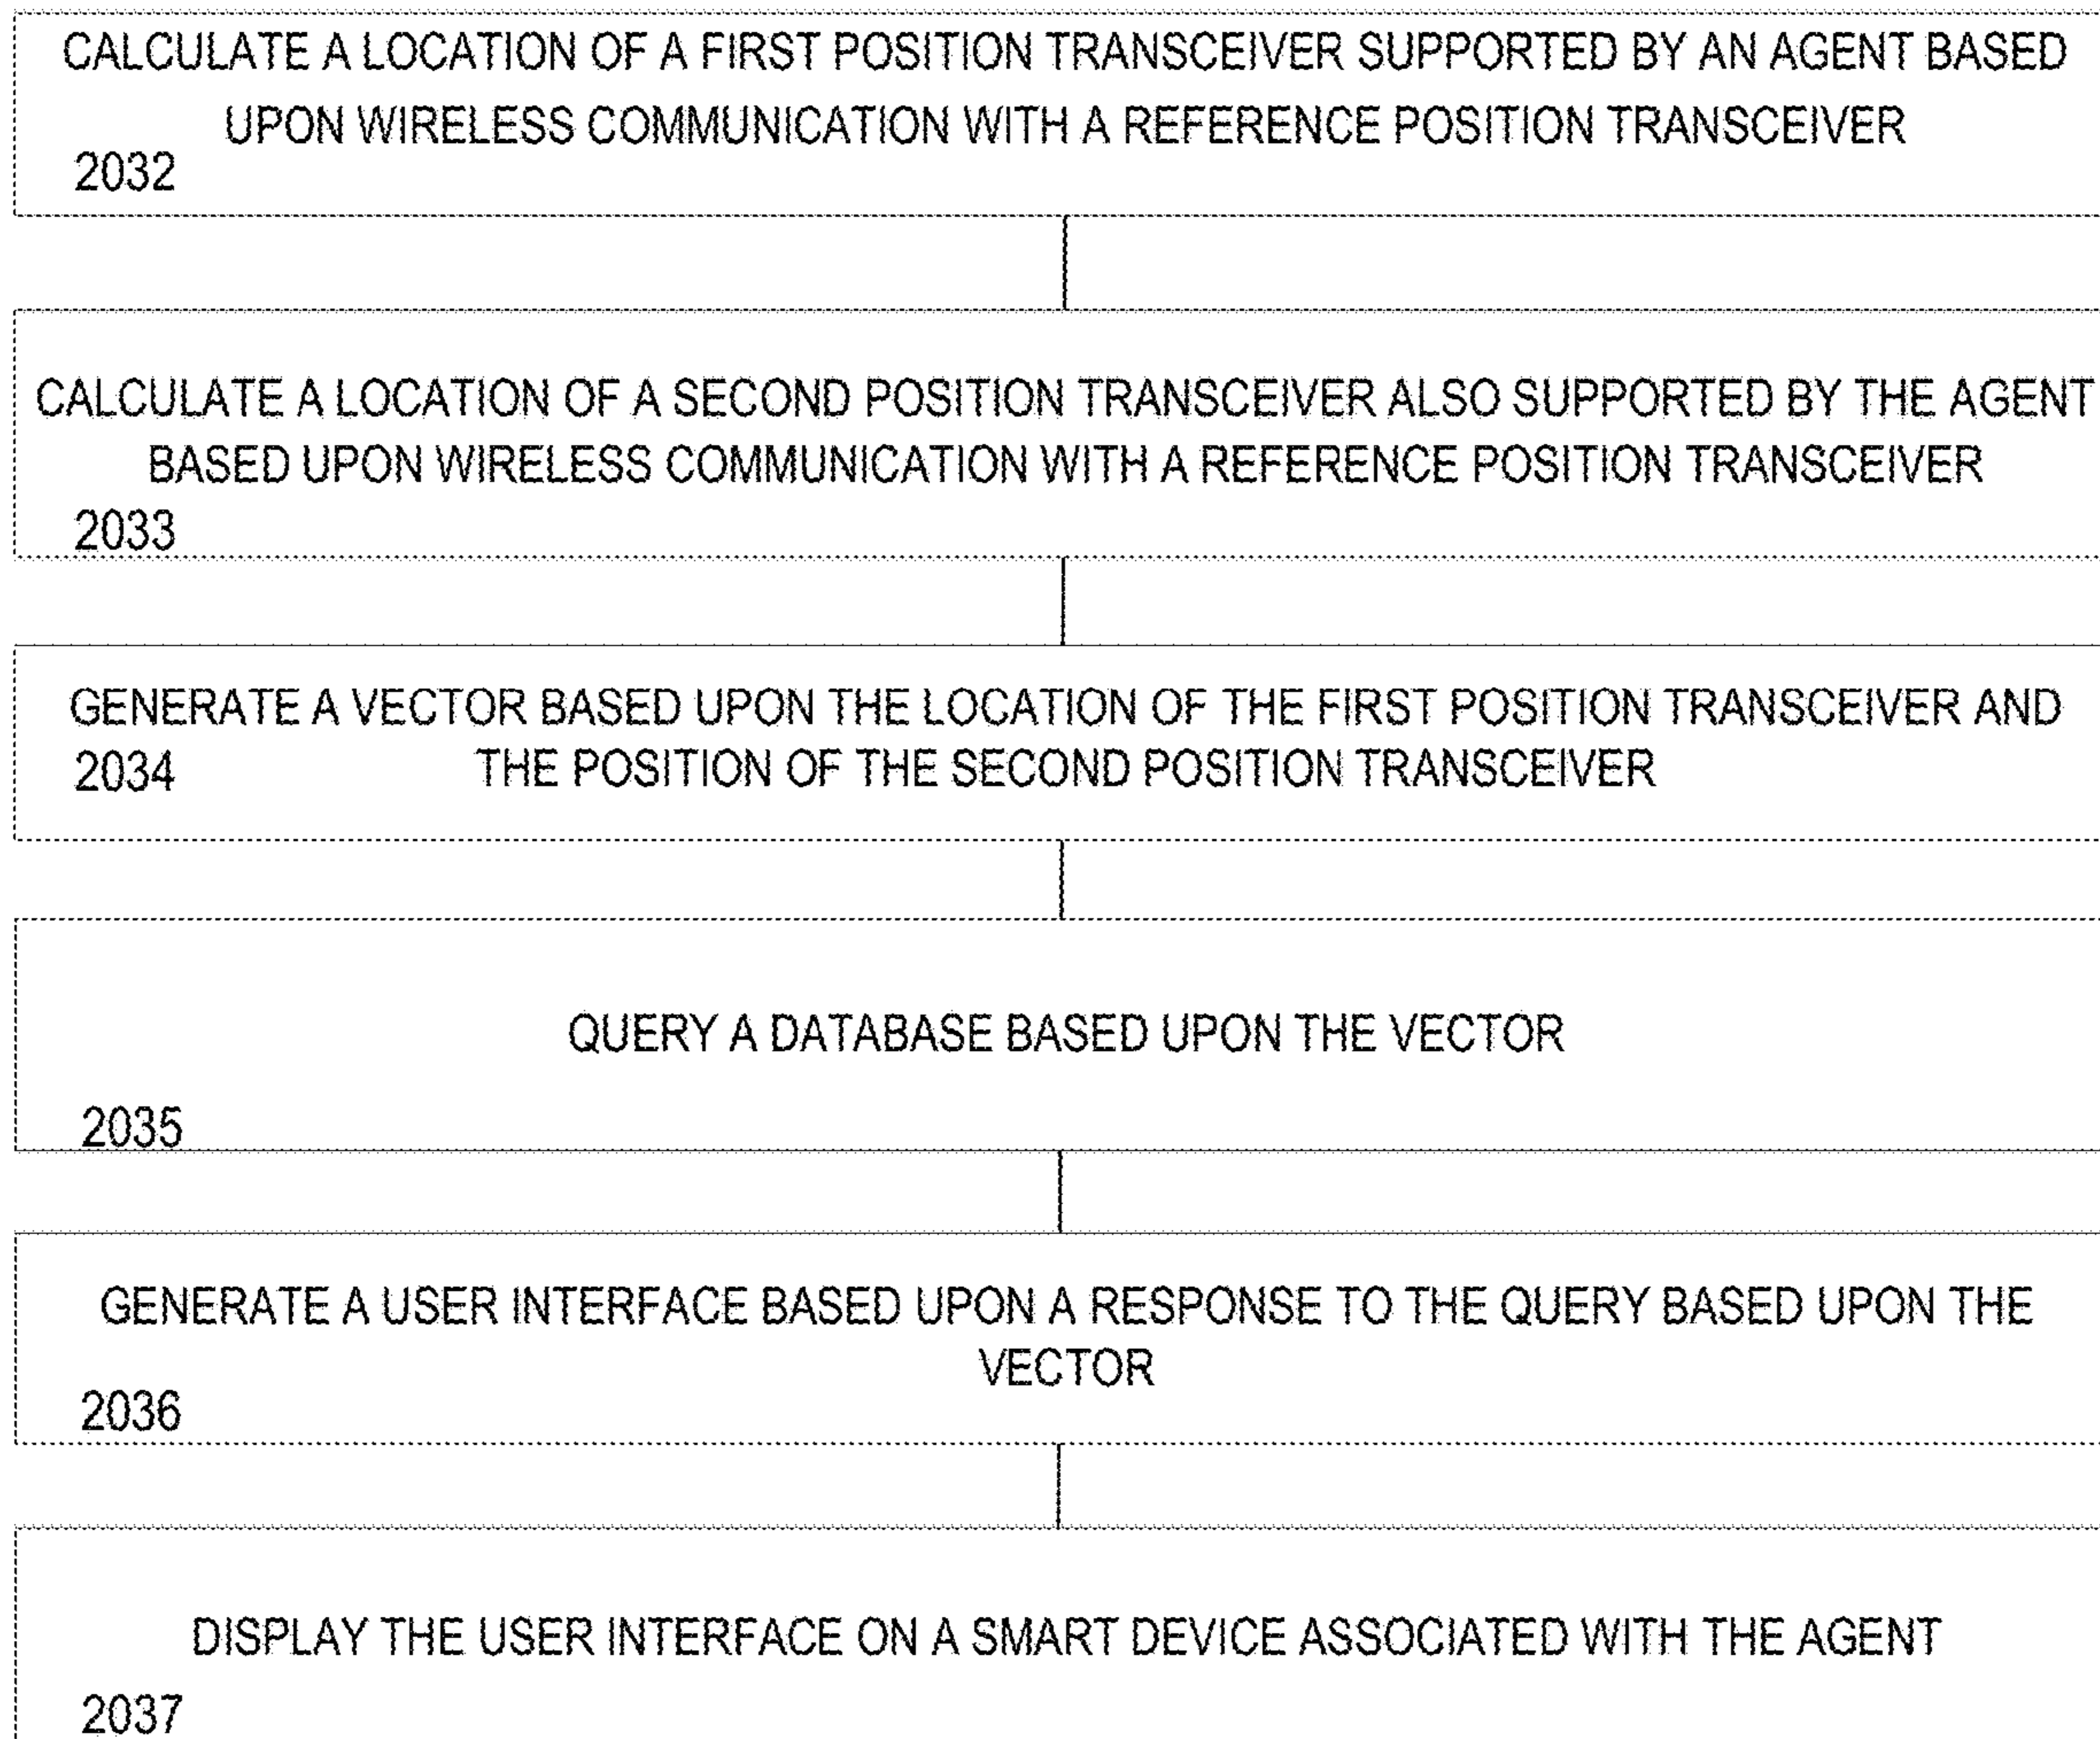 CALCULATE A LOCATION OF A FIRST POSITION TRANSCEIVER SUPPORTED BY AN AGENT BASED
UPON WIRELESS COMMUNICATION WITH A REFERENCE POSITION TRANSCEIVER
2032
CALCULATE A LOCATION OF A SECOND POSITION TRANSCEIVER ALSO SUPPORTED BY THE AGENT
BASED UPON WIRELESS COMMUNICATION WITH A REFERENCE POSITION TRANSCEIVER
2033
GENERATE A VECTOR BASED UPON THE LOCATION OF THE FIRST POSITION TRANSCEIVER AND
2034 THE POSITION OF THE SECOND POSITION TRANSCEIVER
QUERY A DATABASE BASED UPON THE VECTOR
2035
GENERATE A USER INTERFACE BASED UPON A RESPONSE TO THE QUERY BASED UPON THE
VECTOR
2036
DISPLAY THE USER INTERFACE ON A SMART DEVICE ASSOCIATED WITH THE AGENT
2037